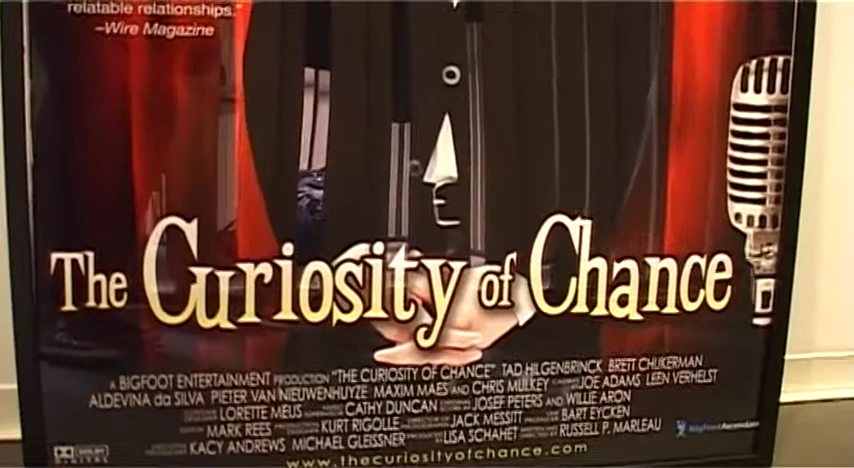 relatable relationships."
–Wire Magazine
The Curiosity of Chance
A BIGFOOT ENTERTAINMENT PRODUCTION "THE CURIOSITY OF CHANCE" TAD HILGENBRINCK BRETT CHUKERMAN
ALDEVINA da SILVA PIETER VAN NIEUWENHUYZE MAXIM MAES AND CHRIS MULKEY JOE ADAMS LEEN VERHELST
LORETTE MEUS CATHY DUNCAN JOSEF PETERS AND WILLIE ARON
MARK REES KURT RIGOLLE JACK MESSITT BART EYCKEN
KACY ANDREWS MICHAEL GLEISSNER LISA SCHAHET RUSSELL P. MARLEAU
DOLBY
DIGITAL
www.thecuriosityofchance.com